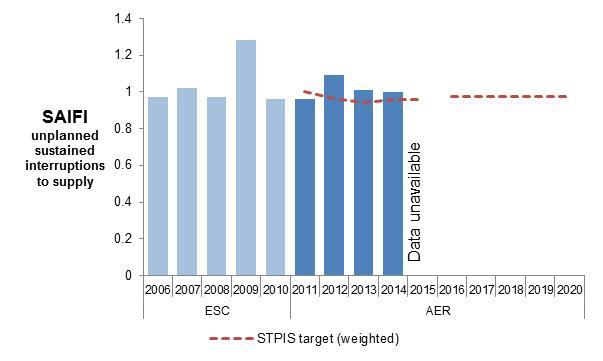 1.4
1.2
1
0.8
0.6
0.4
0.2
0
SAIFI
unplanned
sustained
interruptions
to supply
Data unavailable
2006 2007 2008 2009 2010 2011 2012 2013 2014 2015 2016 2017 2018 2019 2020
ESC AER
STPIS target (weighted)